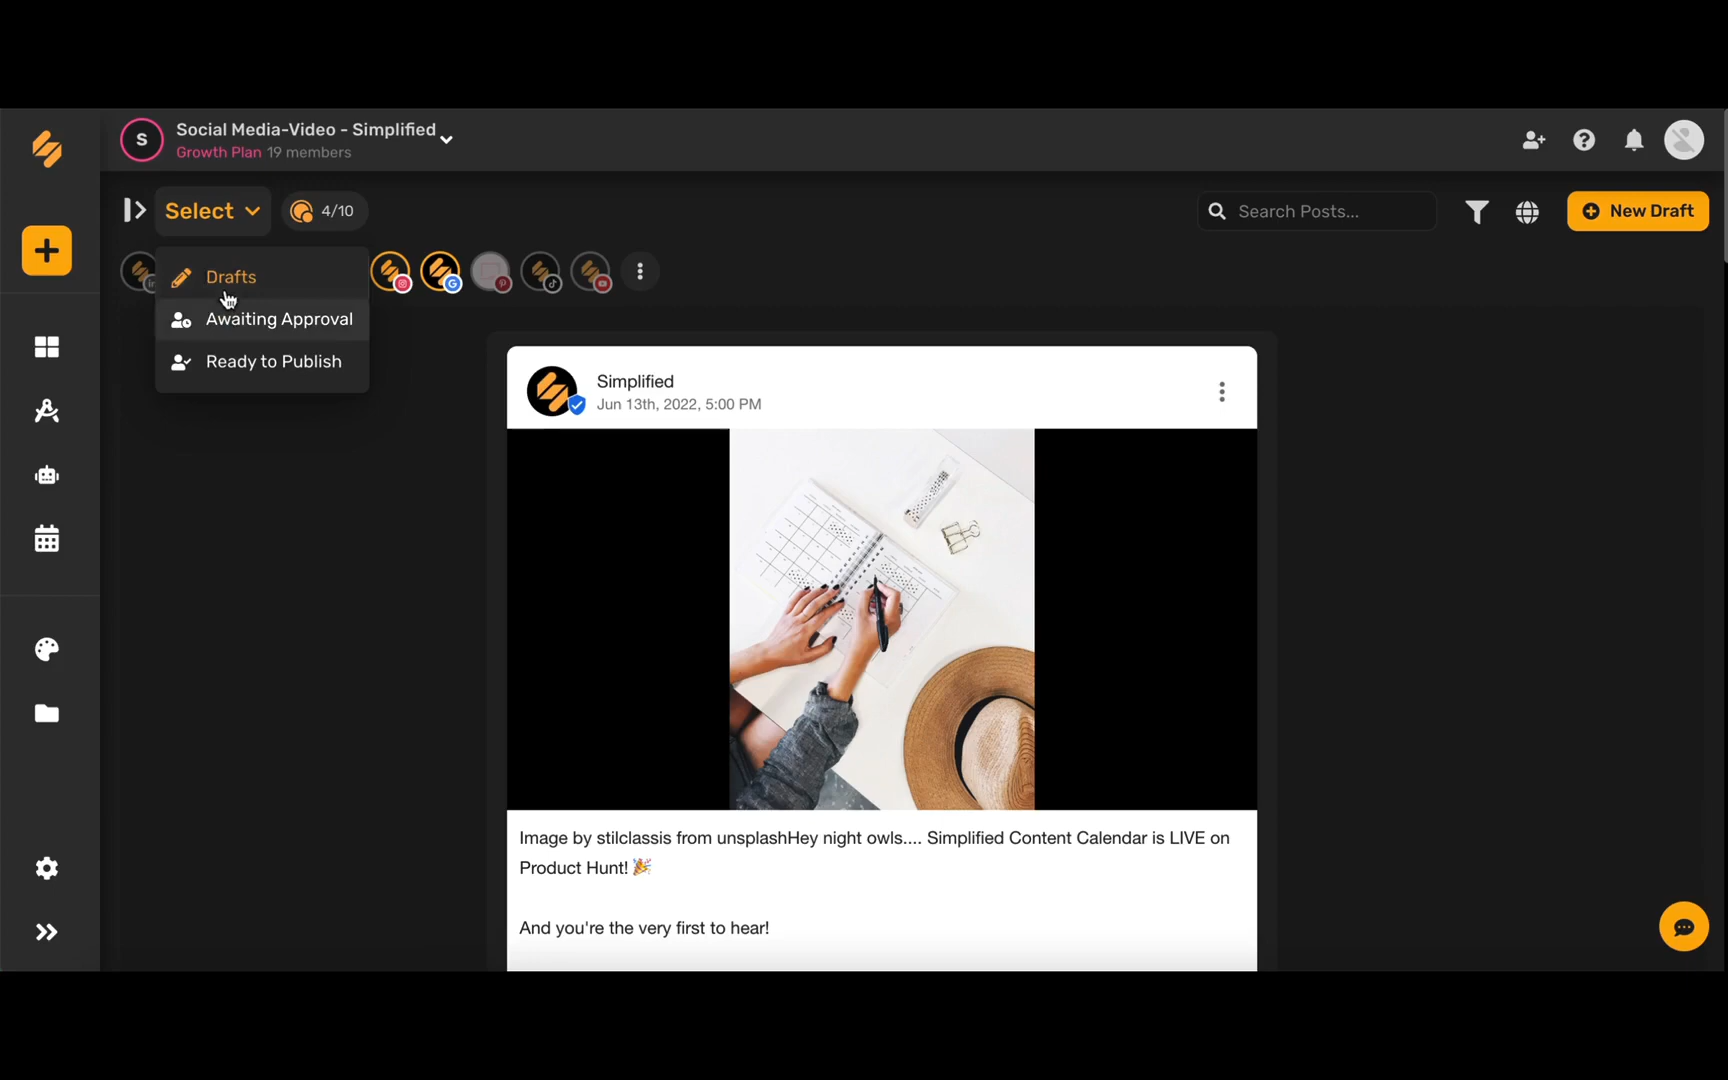 S
Social Media-Video - Simplified
Growth Plan 19 members
Select
4/10
Search Posts...
New Draft
Drafts
Awaiting Approval
Ready to Publish
Simplified
Jun 13th, 2022, 5:00 PM
Image by stilclassis from unsplashHey night owls.... Simplified Content Calendar is LIVE on
Product Hunt! 🎉
And you're the very first to hear!